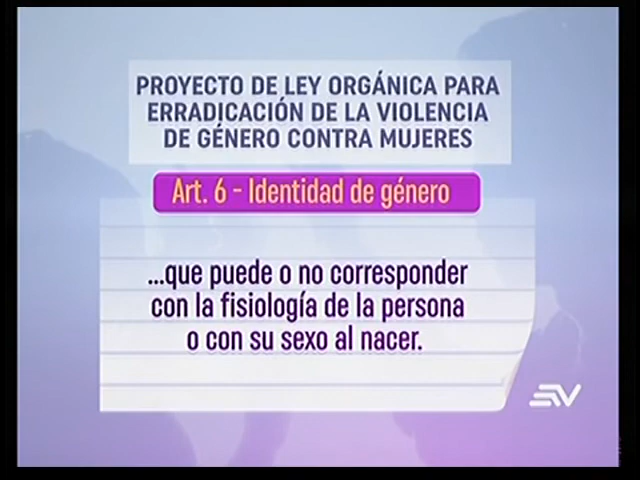 PROYECTO DE LEY ORGÁNICA PARA
ERRADICACIÓN DE LA VIOLENCIA
DE GÉNERO CONTRA MUJERES
Art. 6 - Identidad de género
...que puede o no corresponder
con la fisiología de la persona
o con su sexo al nacer.